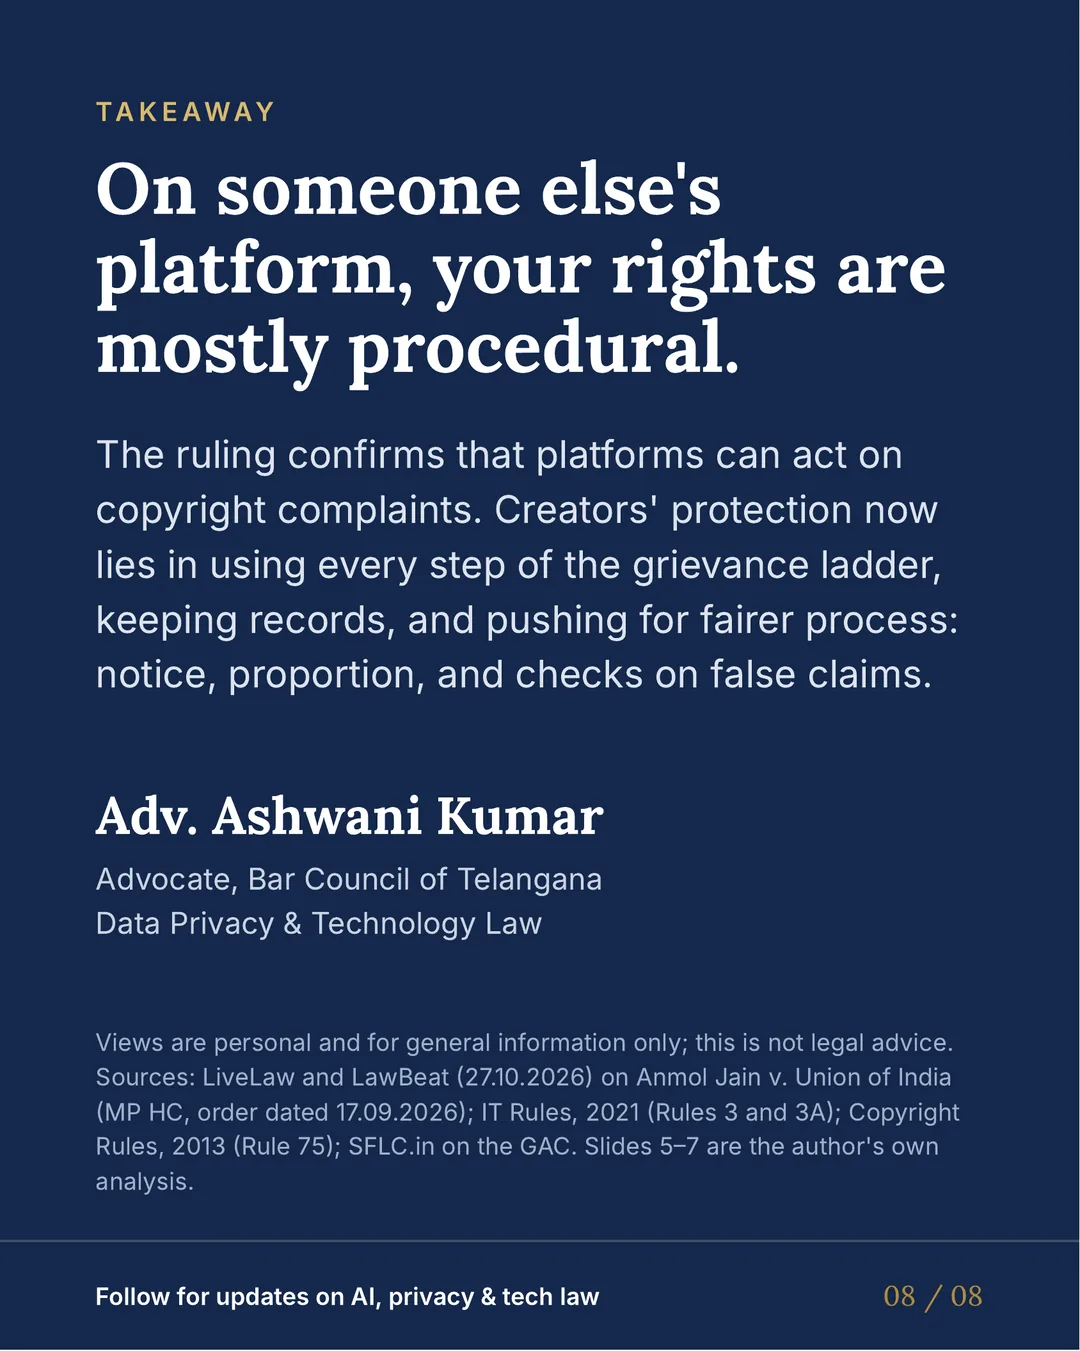 TAKEAWAY
On someone else's
platform, your rights are
mostly procedural.
The ruling confirms that platforms can act on
copyright complaints. Creators' protection now
lies in using every step of the grievance ladder,
keeping records, and pushing for fairer process:
notice, proportion, and checks on false claims.
Adv. Ashwani Kumar
Advocate, Bar Council of Telangana
Data Privacy & Technology Law
Views are personal and for general information only; this is not legal advice.
Sources: LiveLaw and LawBeat (27.10.2026) on Anmol Jain v. Union of India
(MP HC, order dated 17.09.2026); IT Rules, 2021 (Rules 3 and 3A); Copyright
Rules, 2013 (Rule 75); SFLC.in on the GAC. Slides 5–7 are the author's own
analysis.
Follow for updates on AI, privacy & tech law
08 / 08